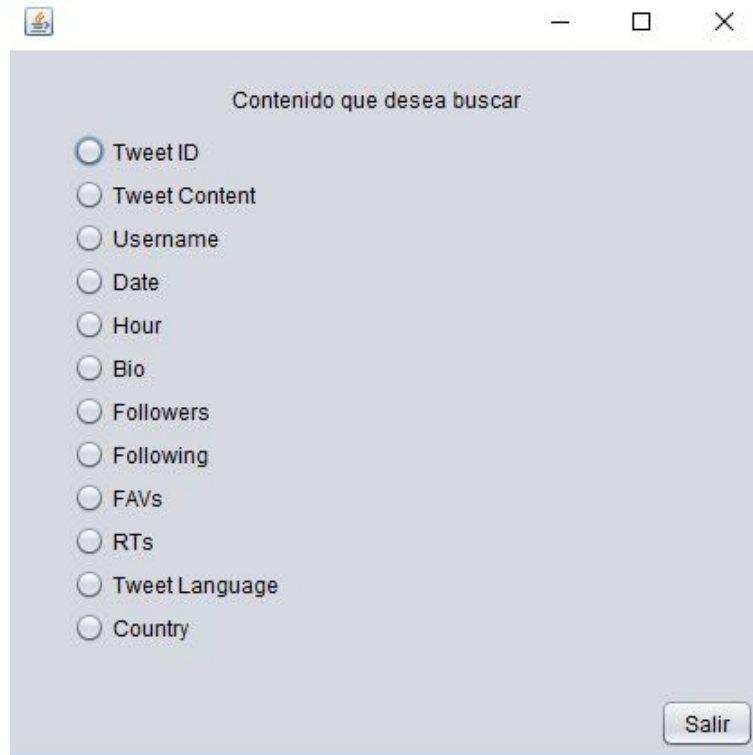 Contenido que desea buscar
Tweet ID
Tweet Content
Username
Date
Hour
Bio
Followers
Following
FAVs
RTs
Tweet Language
Country
Salir